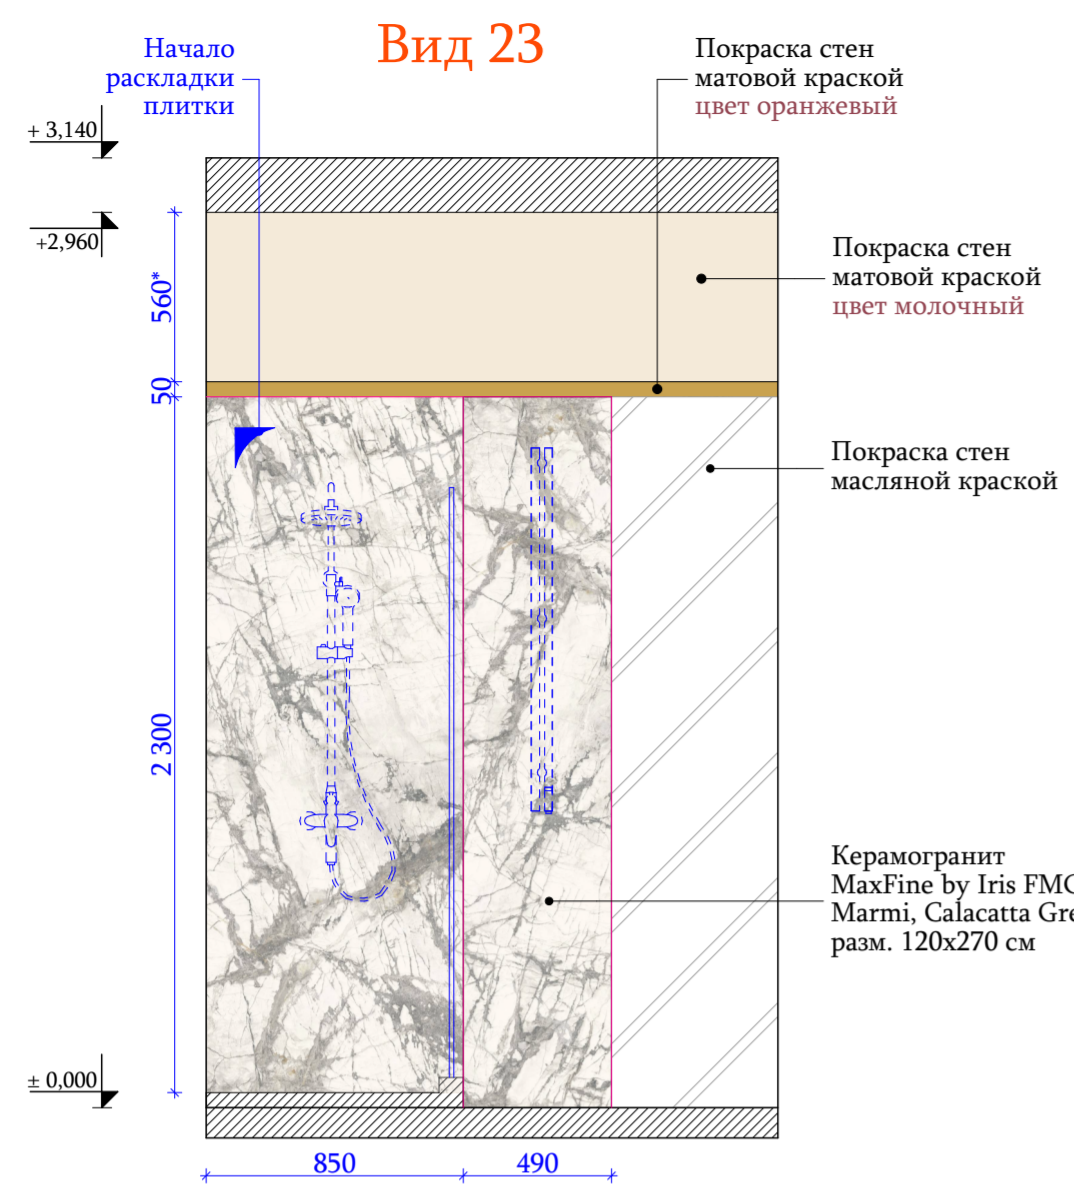 Вид 23
Начало
раскладки
плитки
Покраска стен
матовой краской
цвет оранжевый
+ 3,140
+2,960
560*
50
2 300
± 0,000
Покраска стен
матовой краской
цвет молочный
Покраска стен
масляной краской
Керамогранит
MaxFine by Iris FMG
Marmi, Calacatta Gre
разм. 120x270 см
850
490